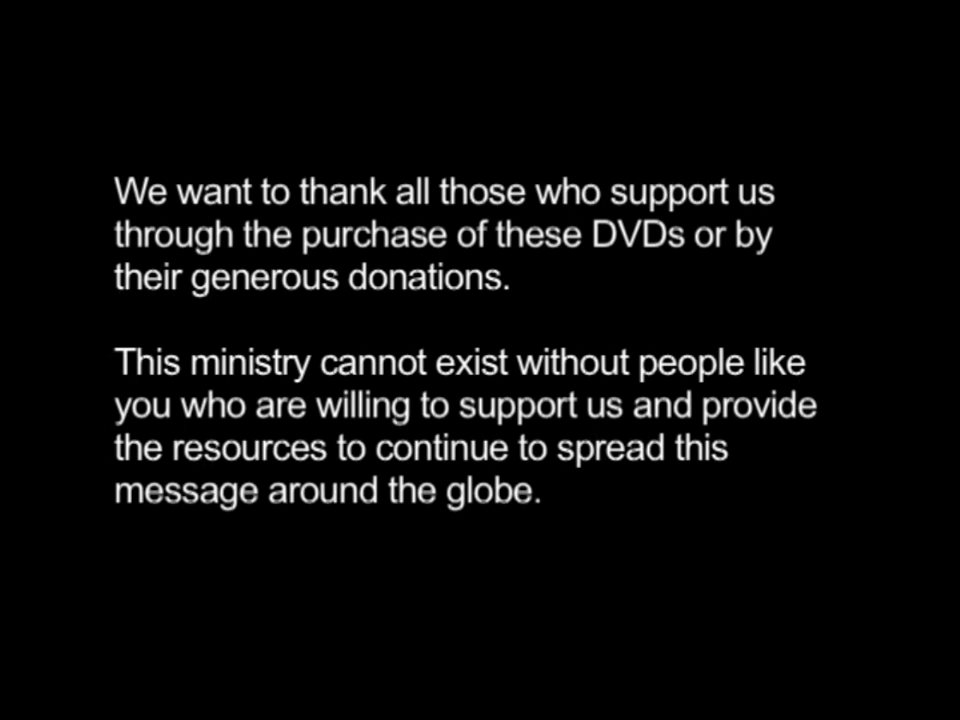 We want to thank all those who support us
through the purchase of these DVDs or by
their generous donations.
This ministry cannot exist without people like
you who are willing to support us and provide
the resources to continue to spread this
message around the globe.